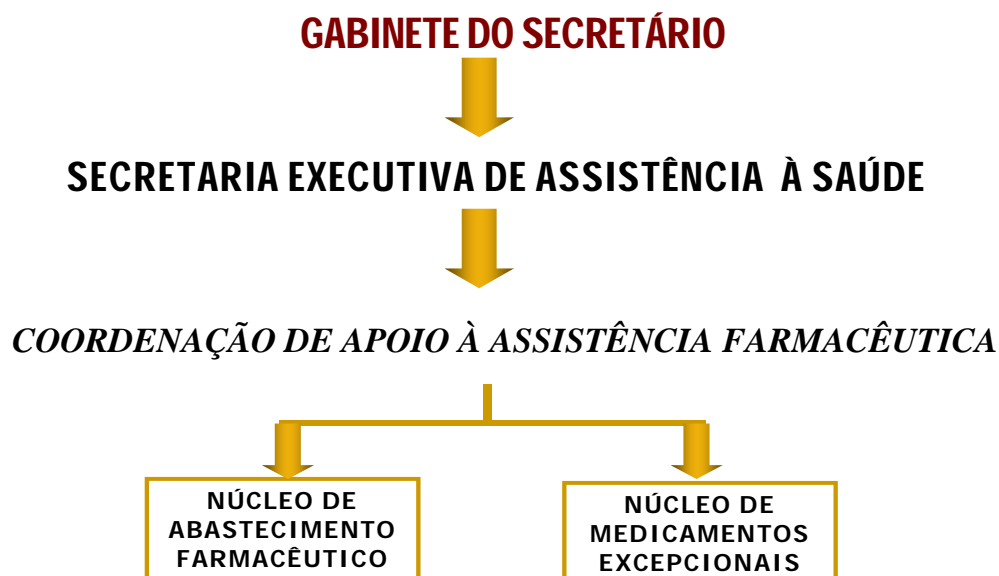 GABINETE DO SECRETÁRIO
SECRETARIA EXECUTIVA DE ASSISTÊNCIA À SAÚDE
COORDENAÇÃO DE APOIO À ASSISTÊNCIA FARMACÊUTICA
NÚCLEO DE
ABASTECIMENTO
FARMACÊUTICO
NÚCLEO DE
MEDICAMENTOS
EXCEPCIONAIS